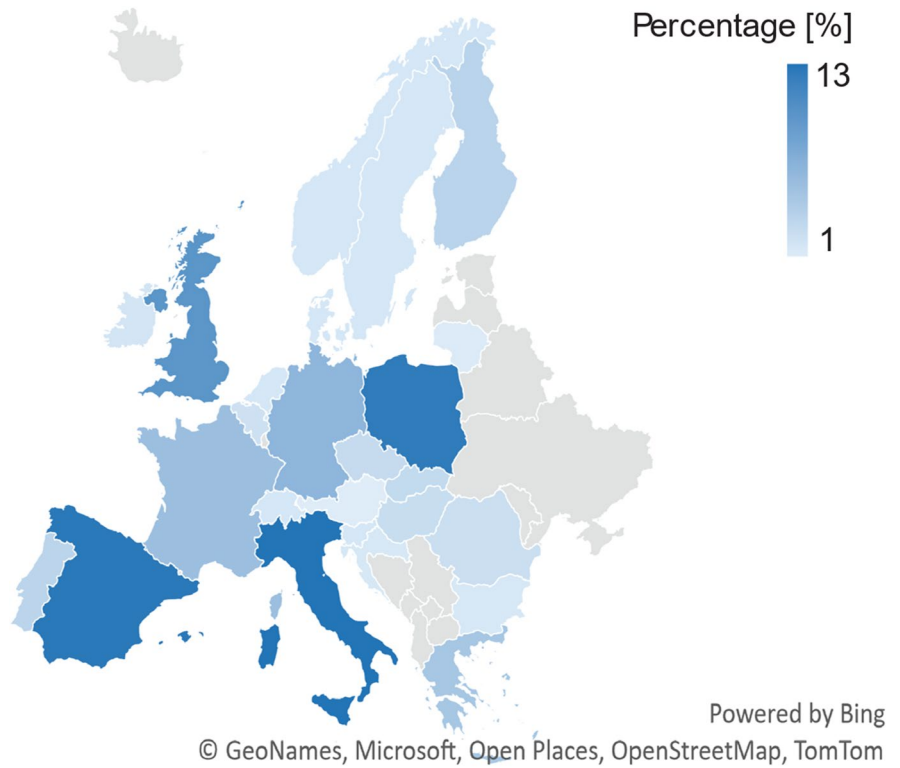 Percentage [%]
13
1
Powered by Bing
© GeoNames, Microsoft, Open Places, OpenStreetMap, TomTom